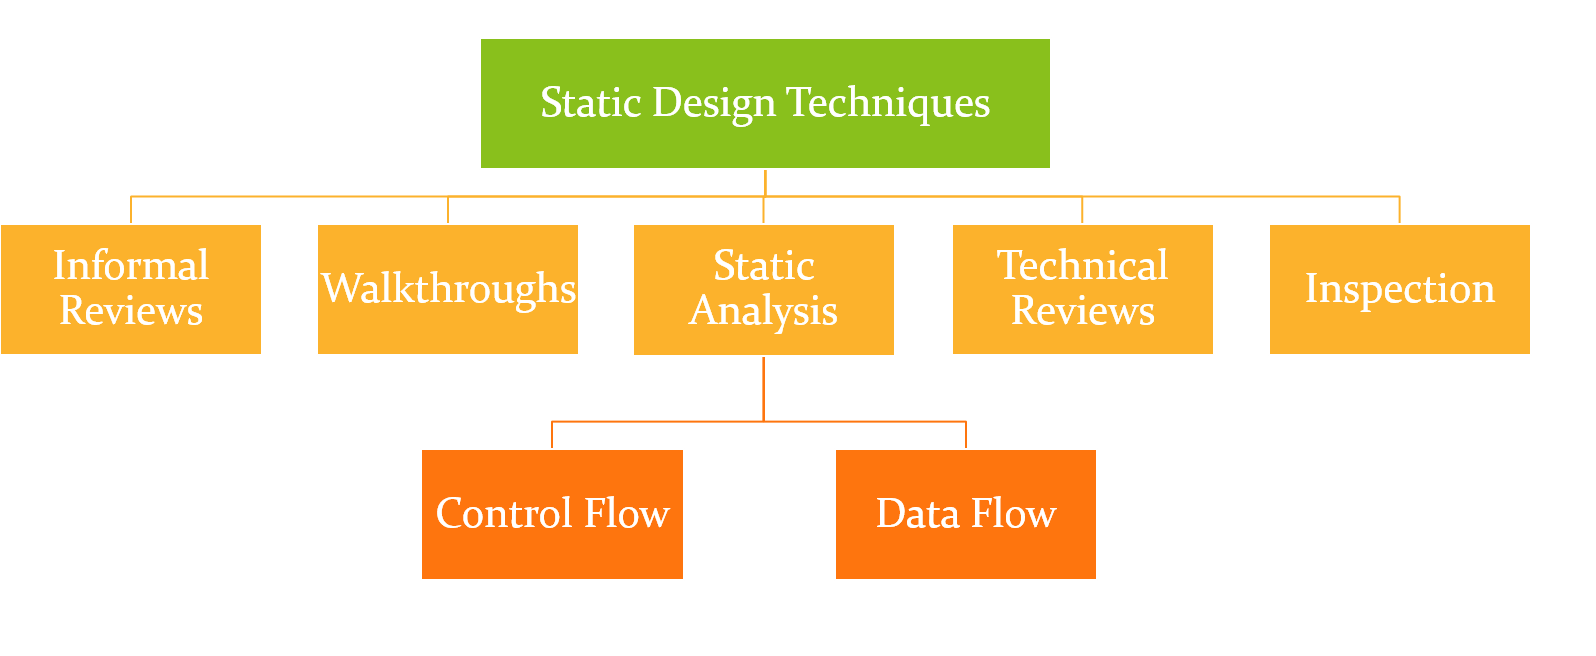 Static Design Techniques
Informal
Reviews
Walkthroughs
Static
Analysis
Technical
Reviews
Inspection
Control Flow
Data Flow